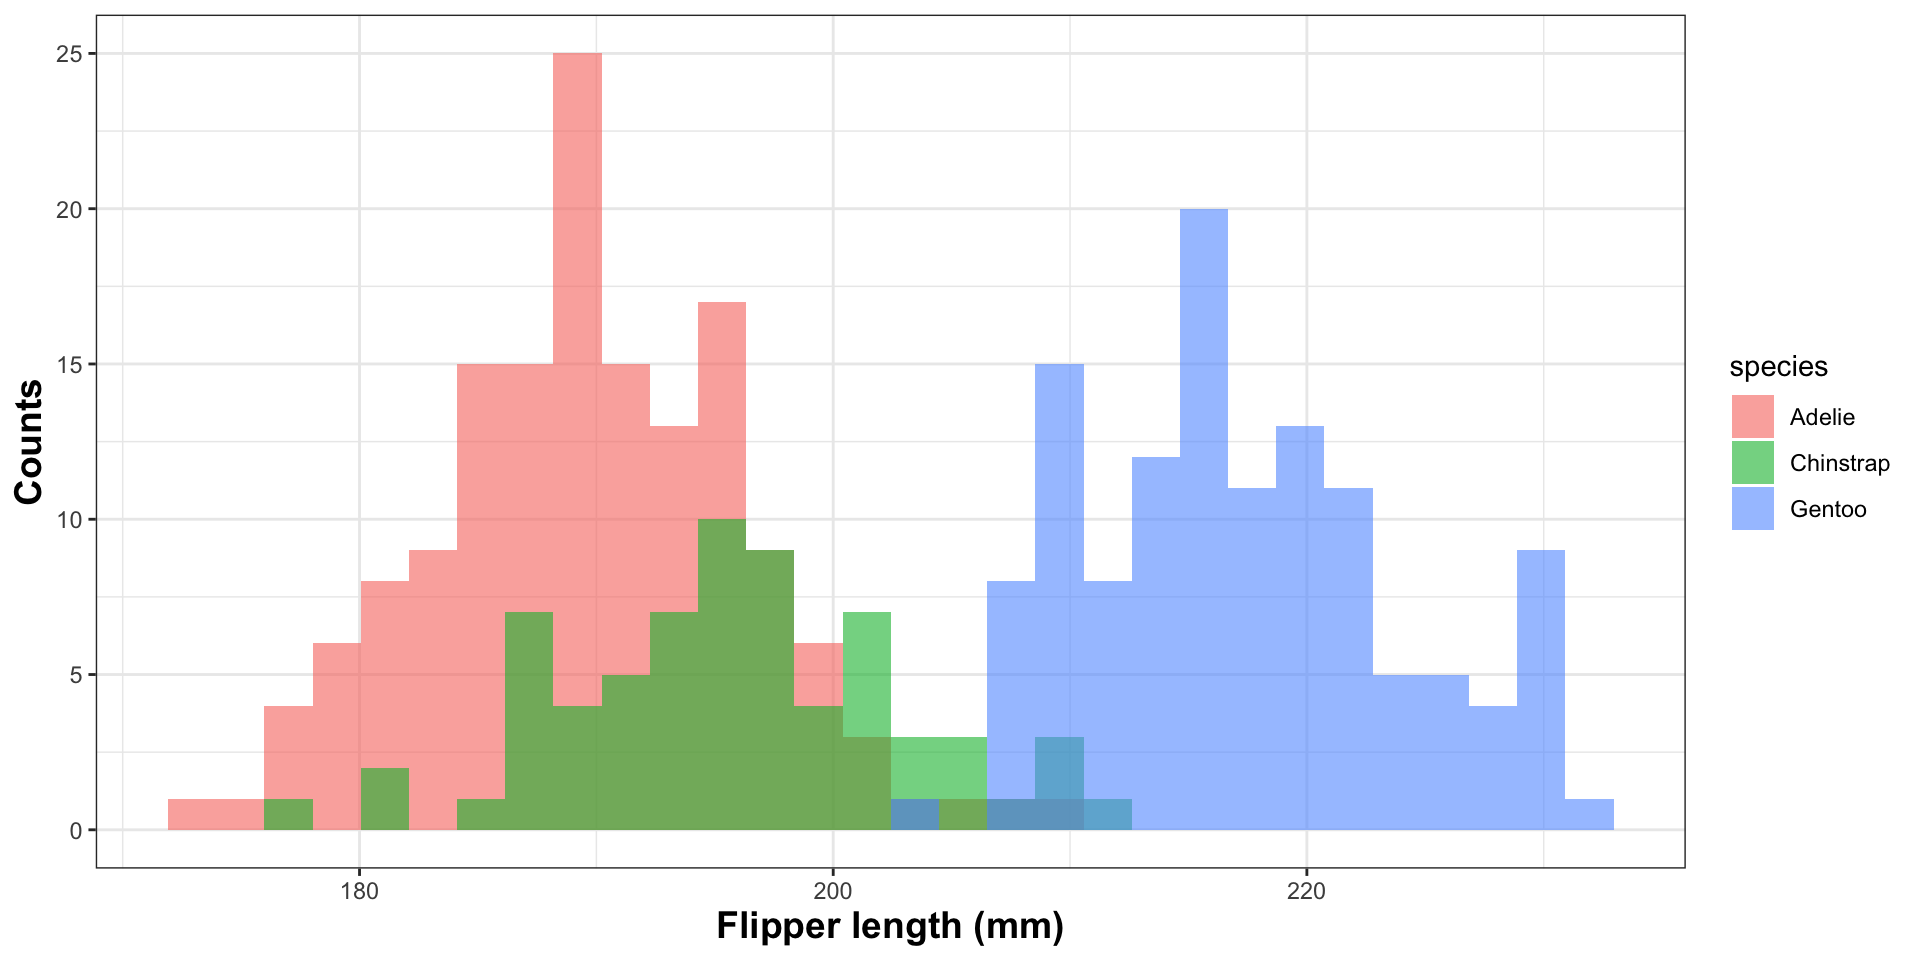 25
20
15
10
5
0
Counts
180 200 220
Flipper length (mm)
species
Adelie
Chinstrap
Gentoo